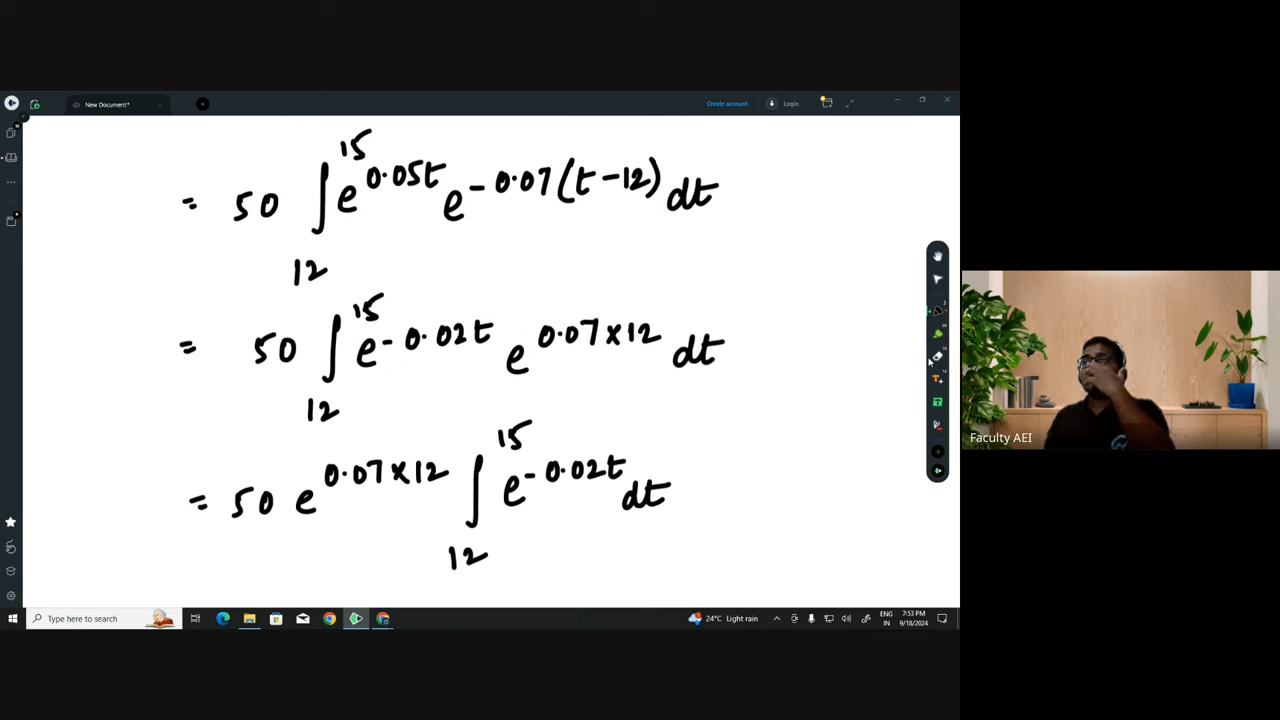 New Document*
Create account
Login
= 50 ∫₁₂¹⁵ e^{0.05t} e^{-0.07(t-12)} dt
= 50 ∫₁₂¹⁵ e^{-0.02t} e^{0.07×12} dt
= 50 e^{0.07×12} ∫₁₂¹⁵ e^{-0.02t} dt
Faculty AEI
Type here to search
24°C Light rain
ENG
IN
7:53 PM
9/18/2024